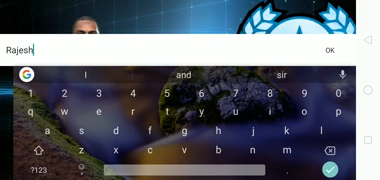 Rajesh OK
I and sir
1 2 3 4 5 6 7 8 9 0
q w e r t y u i o p
a s d f g h j k l
z x c v b n m
?123 , .